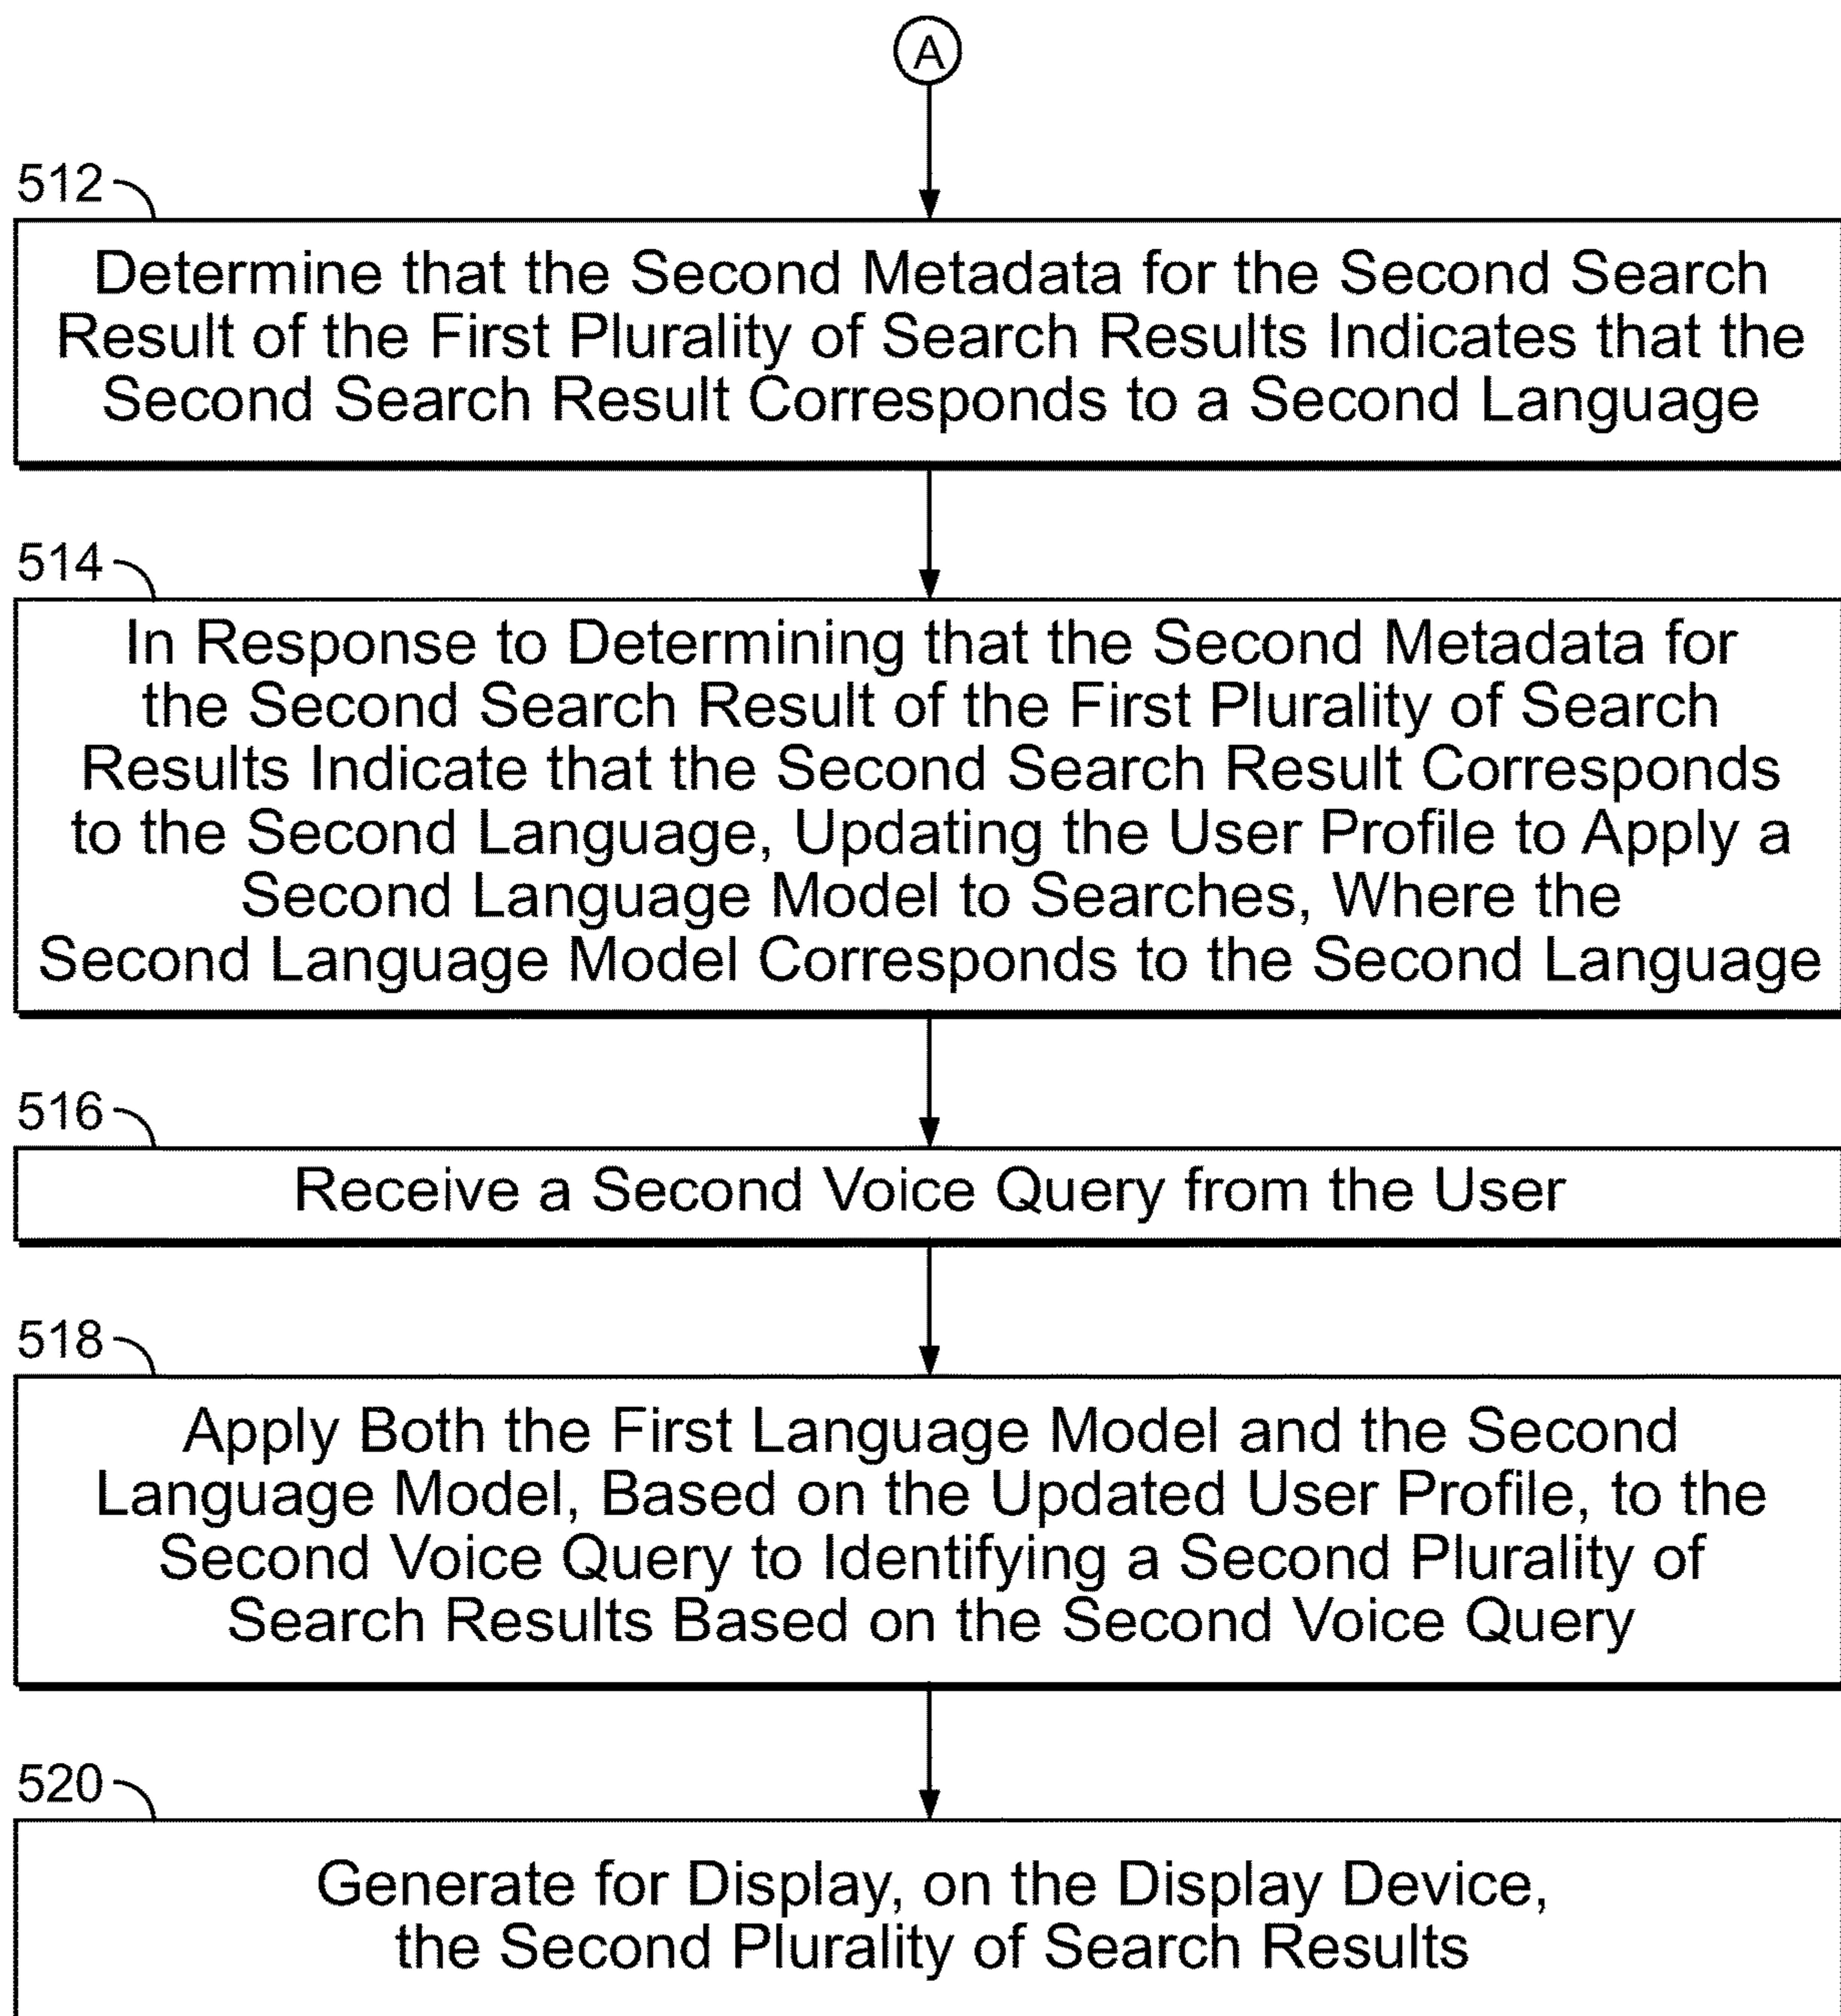 A
512
Determine that the Second Metadata for the Second Search
Result of the First Plurality of Search Results Indicates that the
Second Search Result Corresponds to a Second Language
514
In Response to Determining that the Second Metadata for
the Second Search Result of the First Plurality of Search
Results Indicate that the Second Search Result Corresponds
to the Second Language, Updating the User Profile to Apply a
Second Language Model to Searches, Where the
Second Language Model Corresponds to the Second Language
516
Receive a Second Voice Query from the User
518
Apply Both the First Language Model and the Second
Language Model, Based on the Updated User Profile, to the
Second Voice Query to Identifying a Second Plurality of
Search Results Based on the Second Voice Query
520
Generate for Display, on the Display Device,
the Second Plurality of Search Results